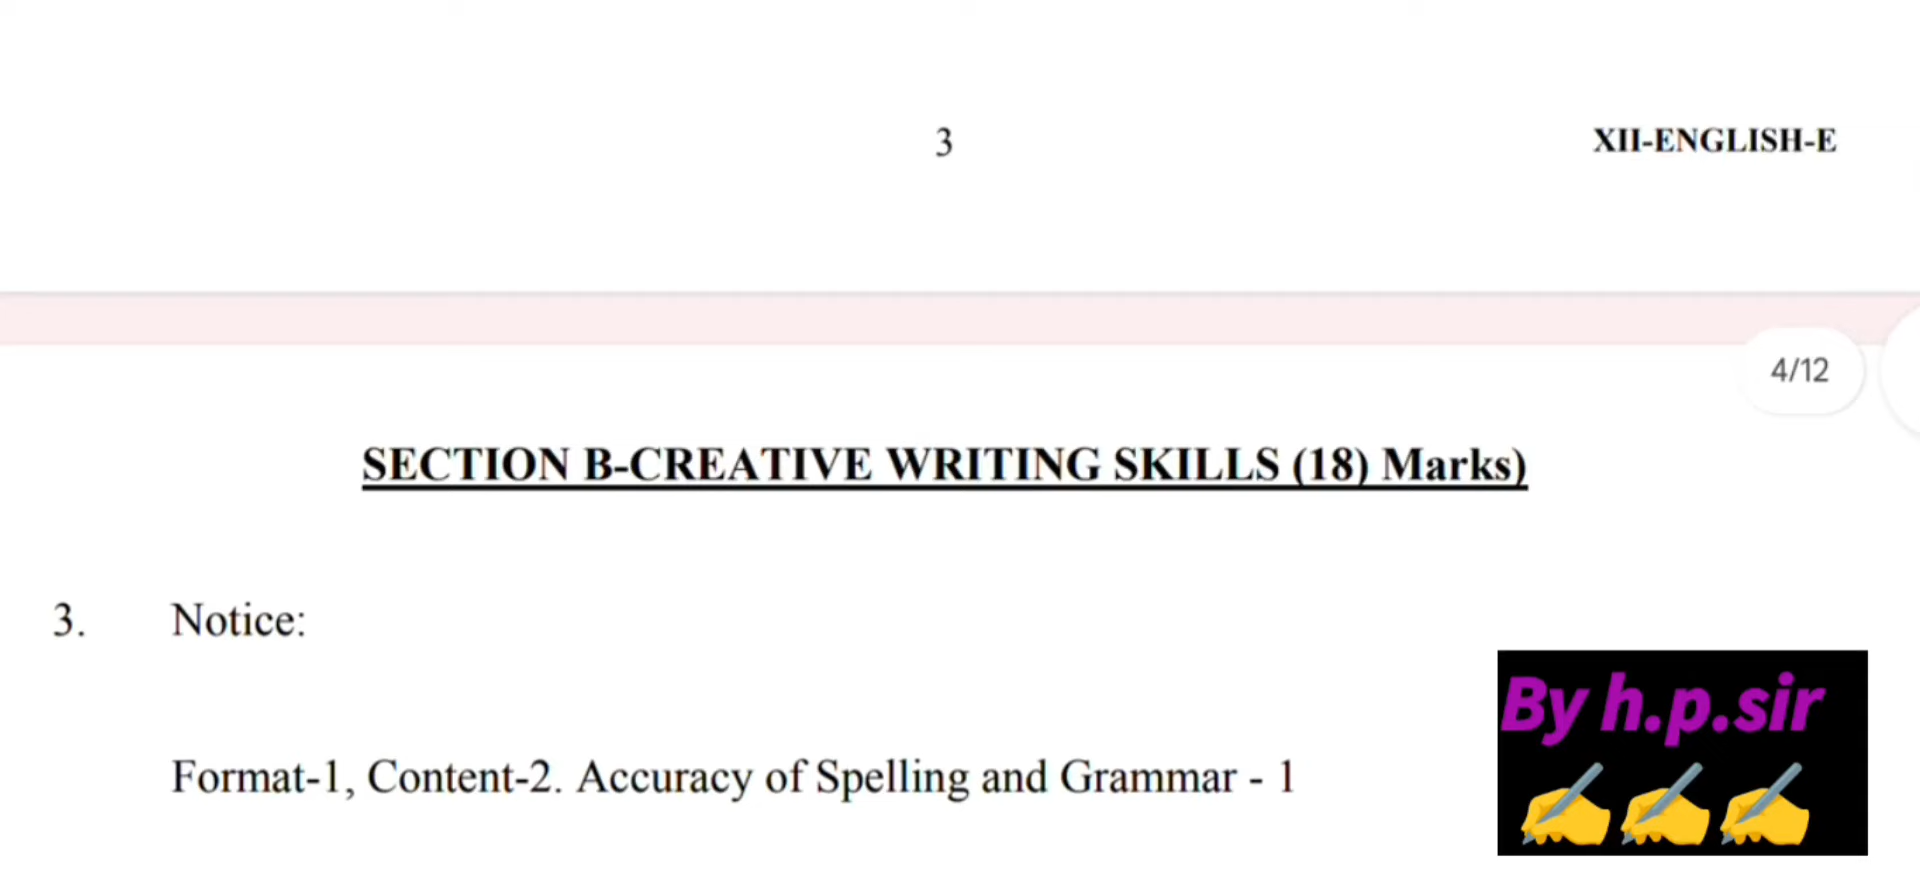 3
XII-ENGLISH-E
4/12
SECTION B-CREATIVE WRITING SKILLS (18) Marks)
3. Notice:
By h.p.sir
Format-1, Content-2. Accuracy of Spelling and Grammar - 1